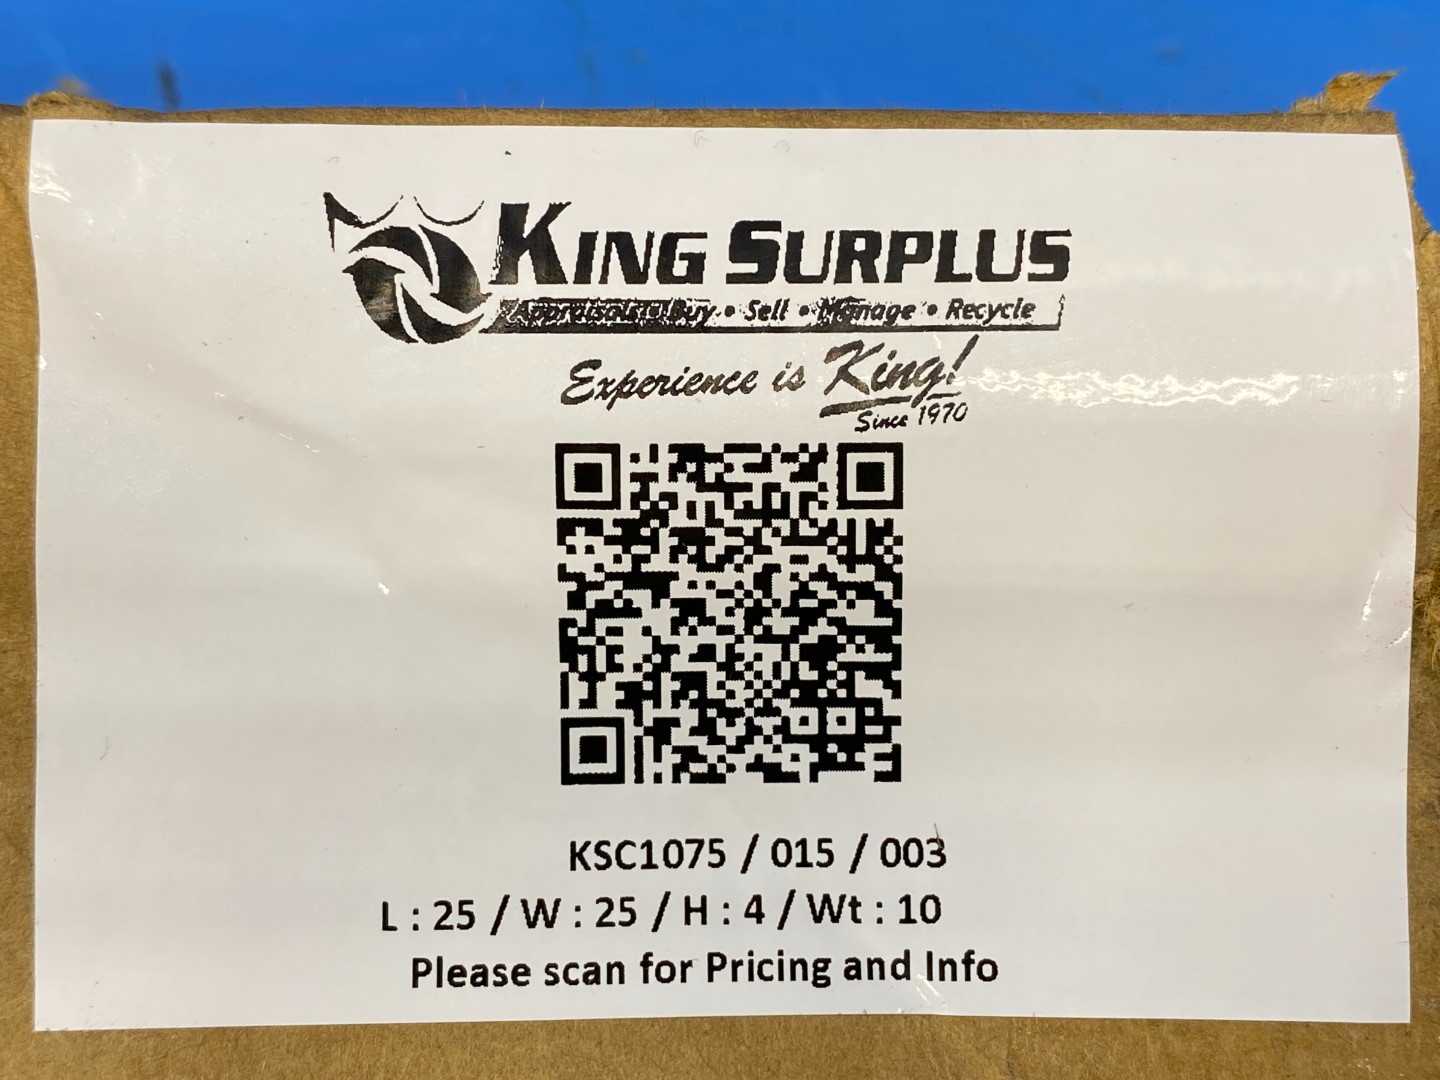 KING SURPLUS
Appraisals • Buy • Sell • Manage • Recycle
Experience is King!
Since 1970
KSC1075 / 015 / 003
L : 25 / W : 25 / H : 4 / Wt : 10
Please scan for Pricing and Info